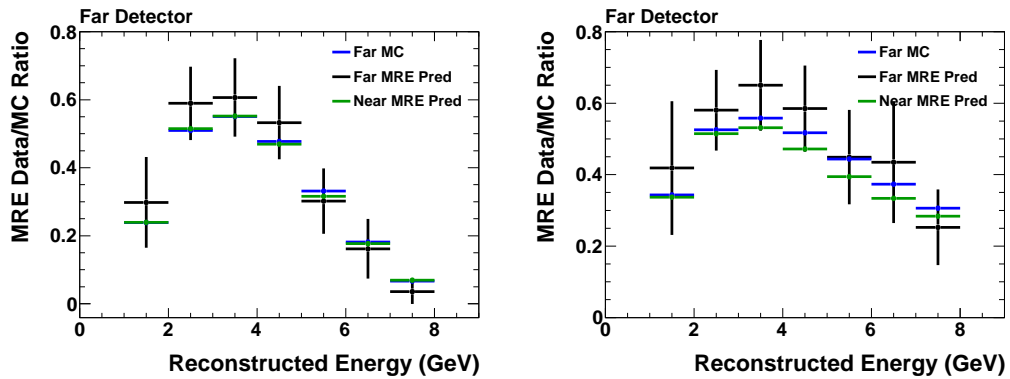 Far Detector
MRE Data/MC Ratio
0.8
0.6
0.4
0.2
0
Far MC
Far MRE Pred
Near MRE Pred
0 2 4 6 8
Reconstructed Energy (GeV)
Far Detector
MRE Data/MC Ratio
0.8
0.6
0.4
0.2
0
Far MC
Far MRE Pred
Near MRE Pred
0 2 4 6 8
Reconstructed Energy (GeV)